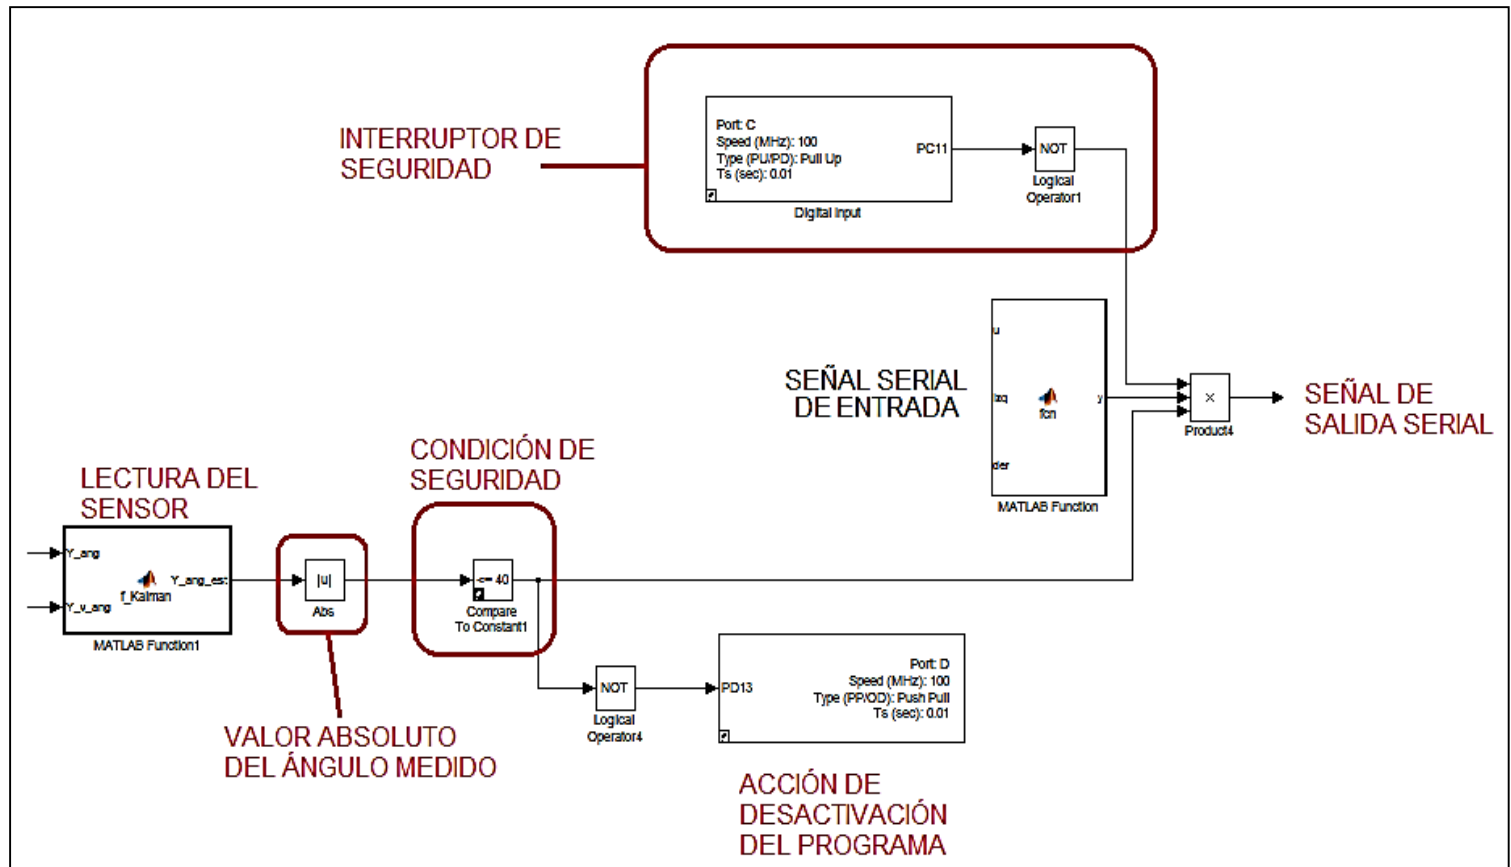 INTERRUPTOR DE
SEGURIDAD
Port: C
Speed (MHz): 100
Type (PU/PD): Pull Up
Ts (sec): 0.01
PC11
Digital Input
NOT
Logical
Operator1
SEÑAL SERIAL
DE ENTRADA
u
izq
der
fcn
y
MATLAB Function
×
Product4
SEÑAL DE
SALIDA SERIAL
LECTURA DEL
SENSOR
Y_ang
Y_v_ang
f_Kalman
Y_ang_est
MATLAB Function1
|u|
Abs
CONDICIÓN DE
SEGURIDAD
<= 40
Compare
To Constant1
VALOR ABSOLUTO
DEL ÁNGULO MEDIDO
NOT
Logical
Operator4
PD13
Port: D
Speed (MHz): 100
Type (PP/OD): Push Pull
Ts (sec): 0.01
ACCIÓN DE
DESACTIVACIÓN
DEL PROGRAMA